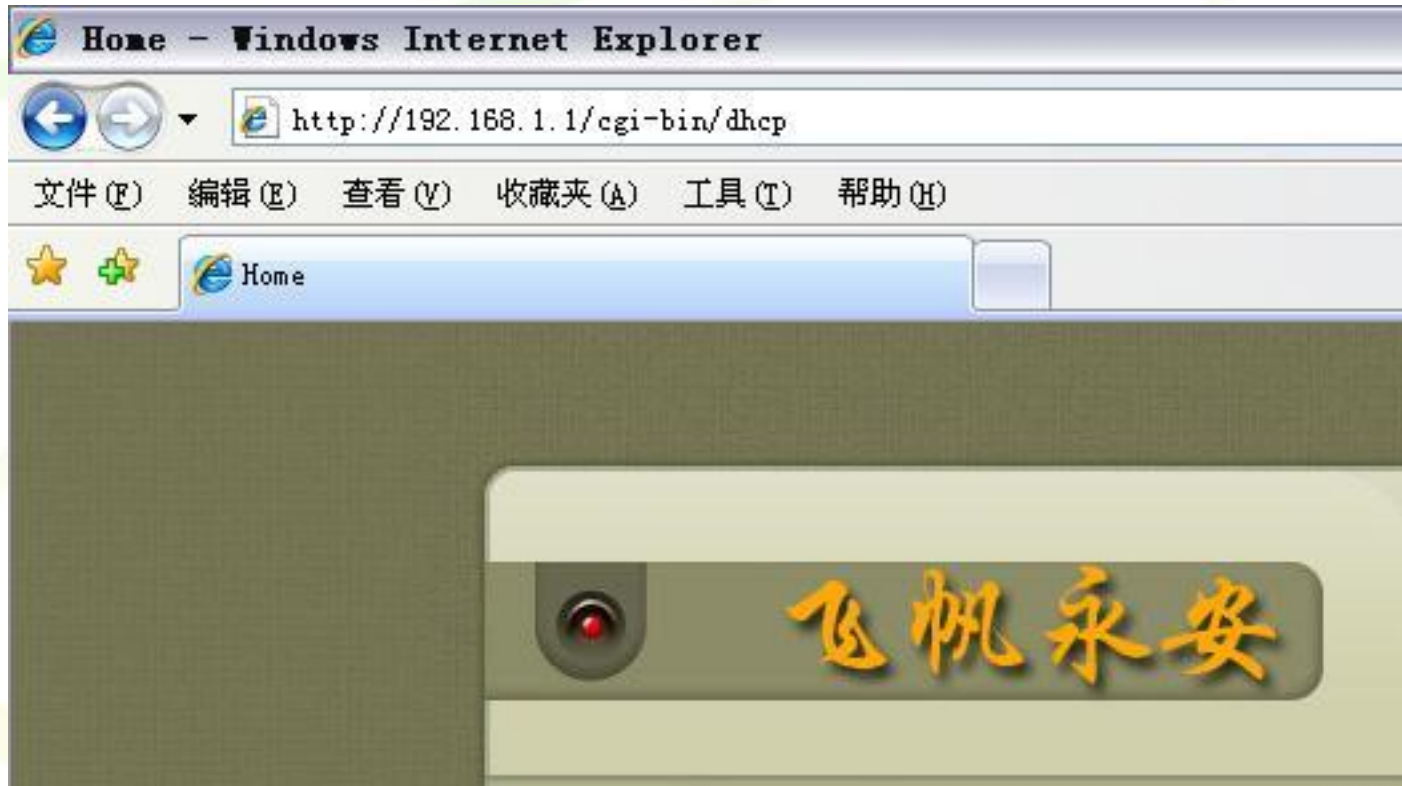 Home - Windows Internet Explorer
http://192.168.1.1/cgi-bin/dhcp
文件(F) 编辑(E) 查看(V) 收藏夹(A) 工具(T) 帮助(H)
Home
飞帆永安